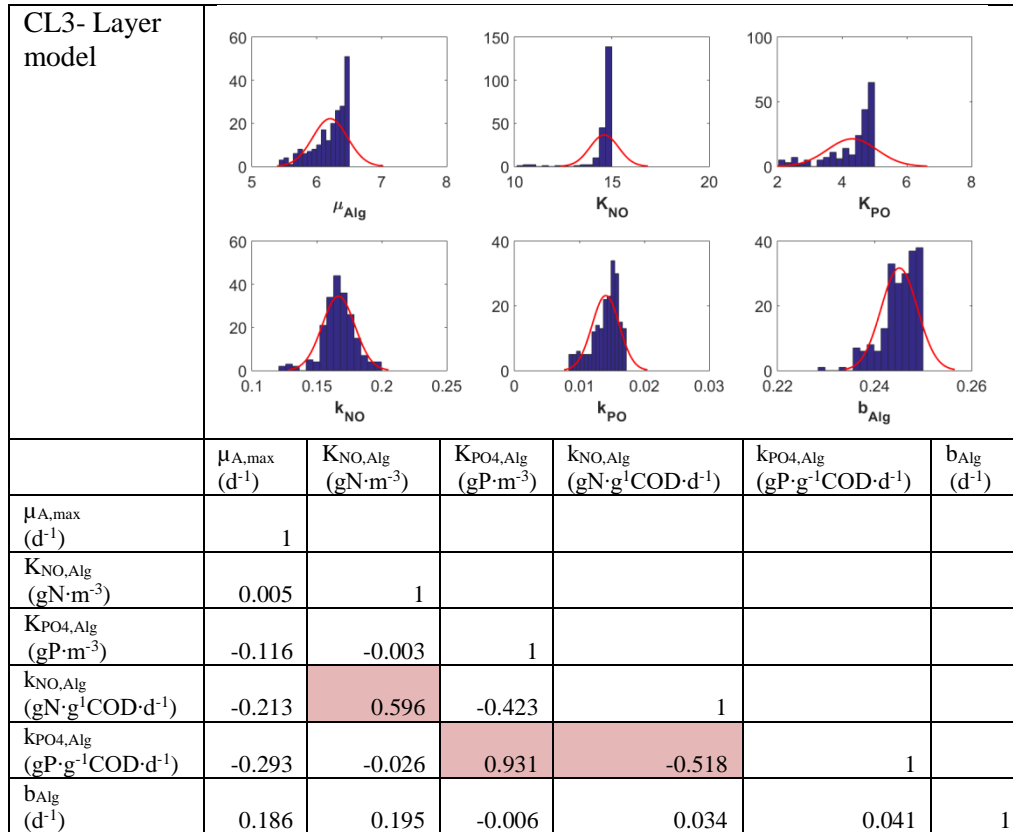 CL3- Layer
model
60
40
20
0
5 6 7 8
μAlg
150
100
50
0
10 15 20
KNO
100
50
0
2 4 6 8
KPO
60
40
20
0
0.1 0.15 0.2 0.25
kNO
40
20
0
0 0.01 0.02 0.03
kPO
40
20
0
0.22 0.24 0.26
bAlg
μA,max KNO,Alg KPO4,Alg kNO,Alg kPO4,Alg bAlg
(d-1) (gN·m-3) (gP·m-3) (gN·g1COD·d-1) (gP·g-1COD·d-1) (d-1)
μA,max
(d-1) 1
KNO,Alg
(gN·m-3) 0.005 1
KPO4,Alg
(gP·m-3) -0.116 -0.003 1
kNO,Alg
(gN·g1COD·d-1) -0.213 0.596 -0.423 1
kPO4,Alg
(gP·g-1COD·d-1) -0.293 -0.026 0.931 -0.518 1
bAlg
(d-1) 0.186 0.195 -0.006 0.034 0.041 1